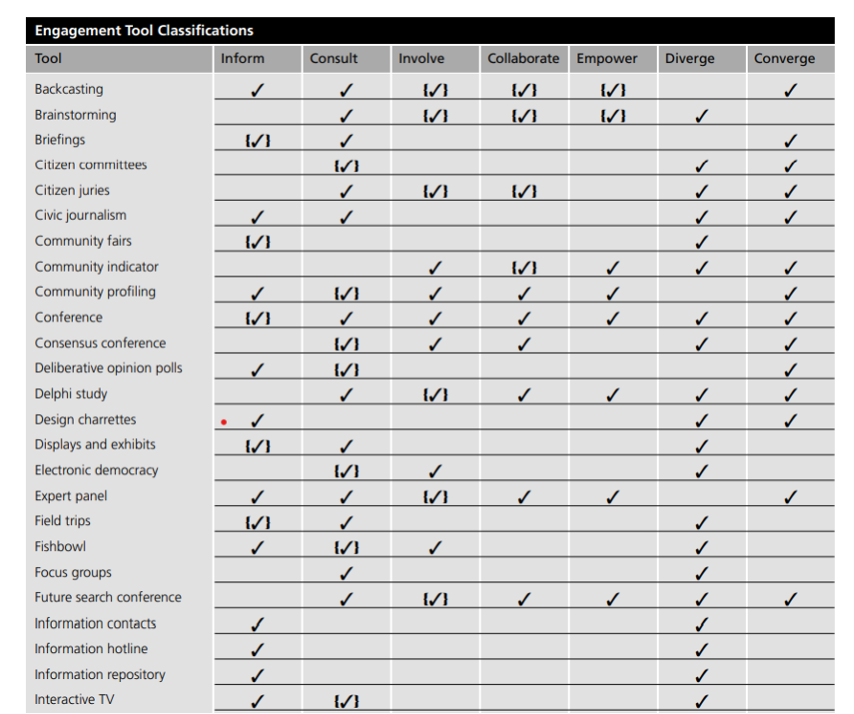 Engagement Tool Classifications
Tool Inform Consult Involve Collaborate Empower Diverge Converge
Backcasting ✓ ✓ {✓} {✓} {✓} ✓
Brainstorming ✓ {✓} {✓} {✓} ✓
Briefings {✓} ✓ ✓
Citizen committees {✓} ✓ ✓
Citizen juries ✓ {✓} {✓} ✓ ✓
Civic journalism ✓ ✓ ✓ ✓
Community fairs {✓} ✓
Community indicator ✓ {✓} ✓ ✓ ✓
Community profiling ✓ {✓} ✓ ✓ ✓ ✓
Conference {✓} ✓ ✓ ✓ ✓ ✓ ✓
Consensus conference {✓} ✓ ✓ ✓ ✓
Deliberative opinion polls ✓ {✓} ✓
Delphi study ✓ {✓} ✓ ✓ ✓ ✓
Design charrettes ✓ ✓ ✓
Displays and exhibits {✓} ✓ ✓
Electronic democracy {✓} ✓ ✓
Expert panel ✓ ✓ {✓} ✓ ✓ ✓
Field trips {✓} ✓ ✓
Fishbowl ✓ {✓} ✓ ✓
Focus groups ✓ ✓
Future search conference ✓ {✓} ✓ ✓ ✓ ✓
Information contacts ✓ ✓
Information hotline ✓ ✓
Information repository ✓ ✓
Interactive TV ✓ {✓} ✓